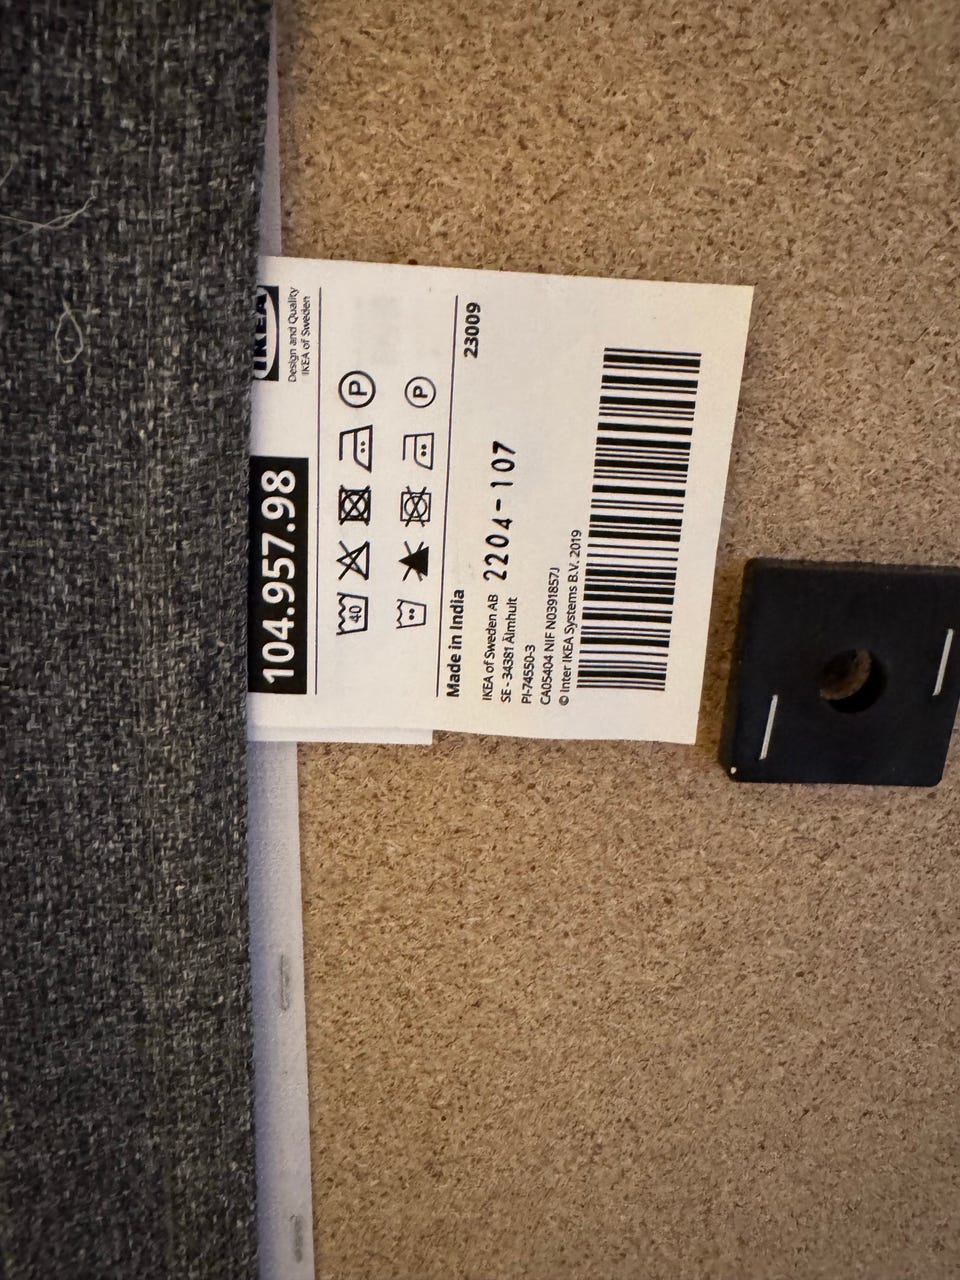 104.957.98
IKEA
Design and Quality
IKEA of Sweden
40
P
P
Made in India
23009
IKEA of Sweden AB
SE - 34381 Älmhult
2204-107
PI-74550-3
CA05404 NIF N0391857J
© Inter IKEA Systems B.V. 2019